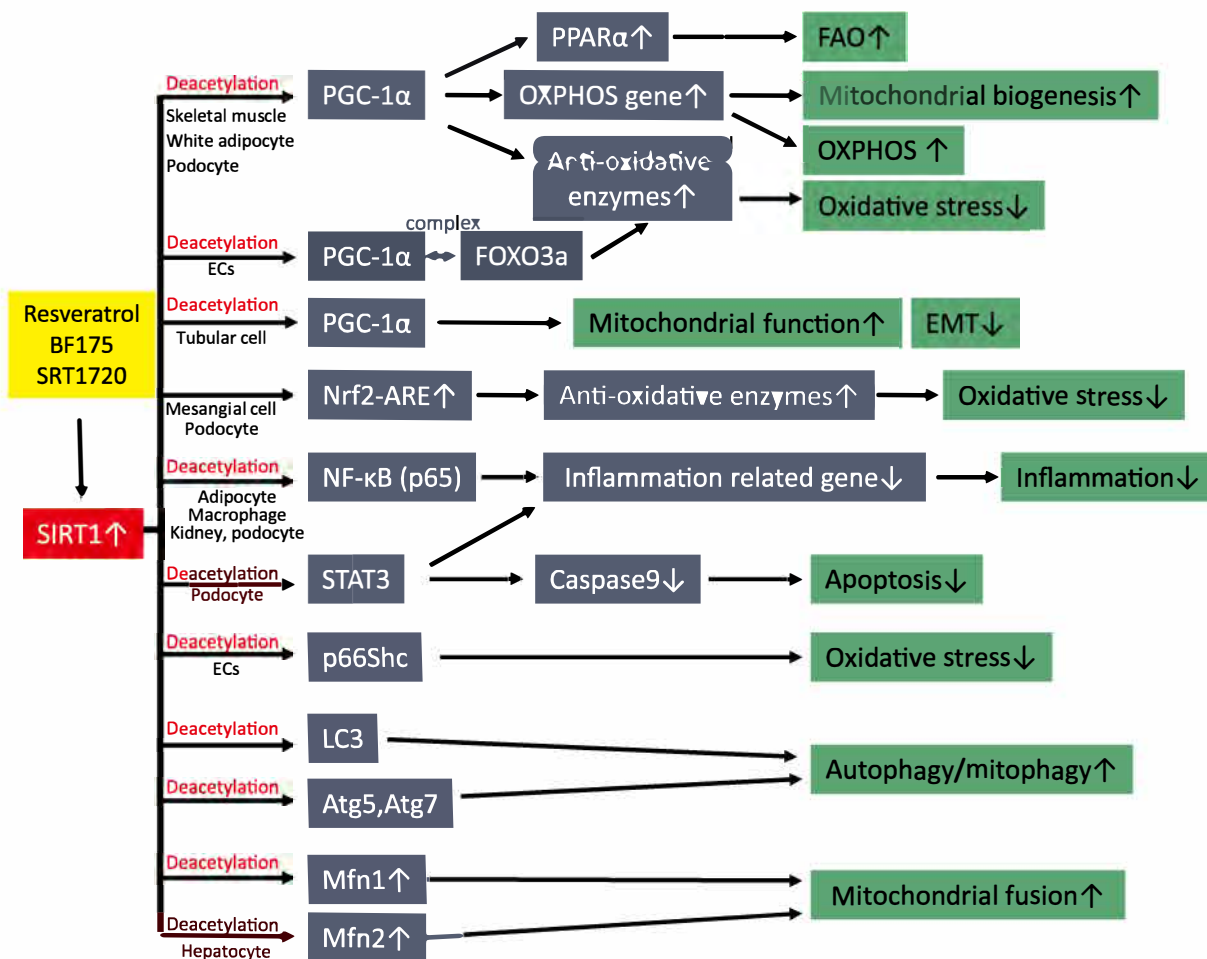 PPARα↑
FAO↑
Deacetylation
PGC-1α
OXPHOS gene↑
Mitochondrial biogenesis↑
Skeletal muscle
White adipocyte
Podocyte
OXPHOS ↑
Anti-oxidative
enzymes↑
Oxidative stress↓
Deacetylation
ECs
PGC-1α
complex
FOXO3a
Resveratrol
BF175
SRT1720
Deacetylation
Tubular cell
PGC-1α
Mitochondrial function↑
EMT↓
Mesangial cell
Podocyte
Nrf2-ARE↑
Anti-oxidative enzymes↑
Oxidative stress↓
Deacetylation
Adipocyte
Macrophage
Kidney, podocyte
NF-κB (p65)
Inflammation related gene↓
Inflammation↓
SIRT1↑
Deacetylation
Podocyte
STAT3
Caspase9↓
Apoptosis↓
Deacetylation
ECs
p66Shc
Oxidative stress↓
Deacetylation
LC3
Autophagy/mitophagy↑
Deacetylation
Atg5,Atg7
Deacetylation
Mfn1↑
Mitochondrial fusion↑
Deacetylation
Hepatocyte
Mfn2↑